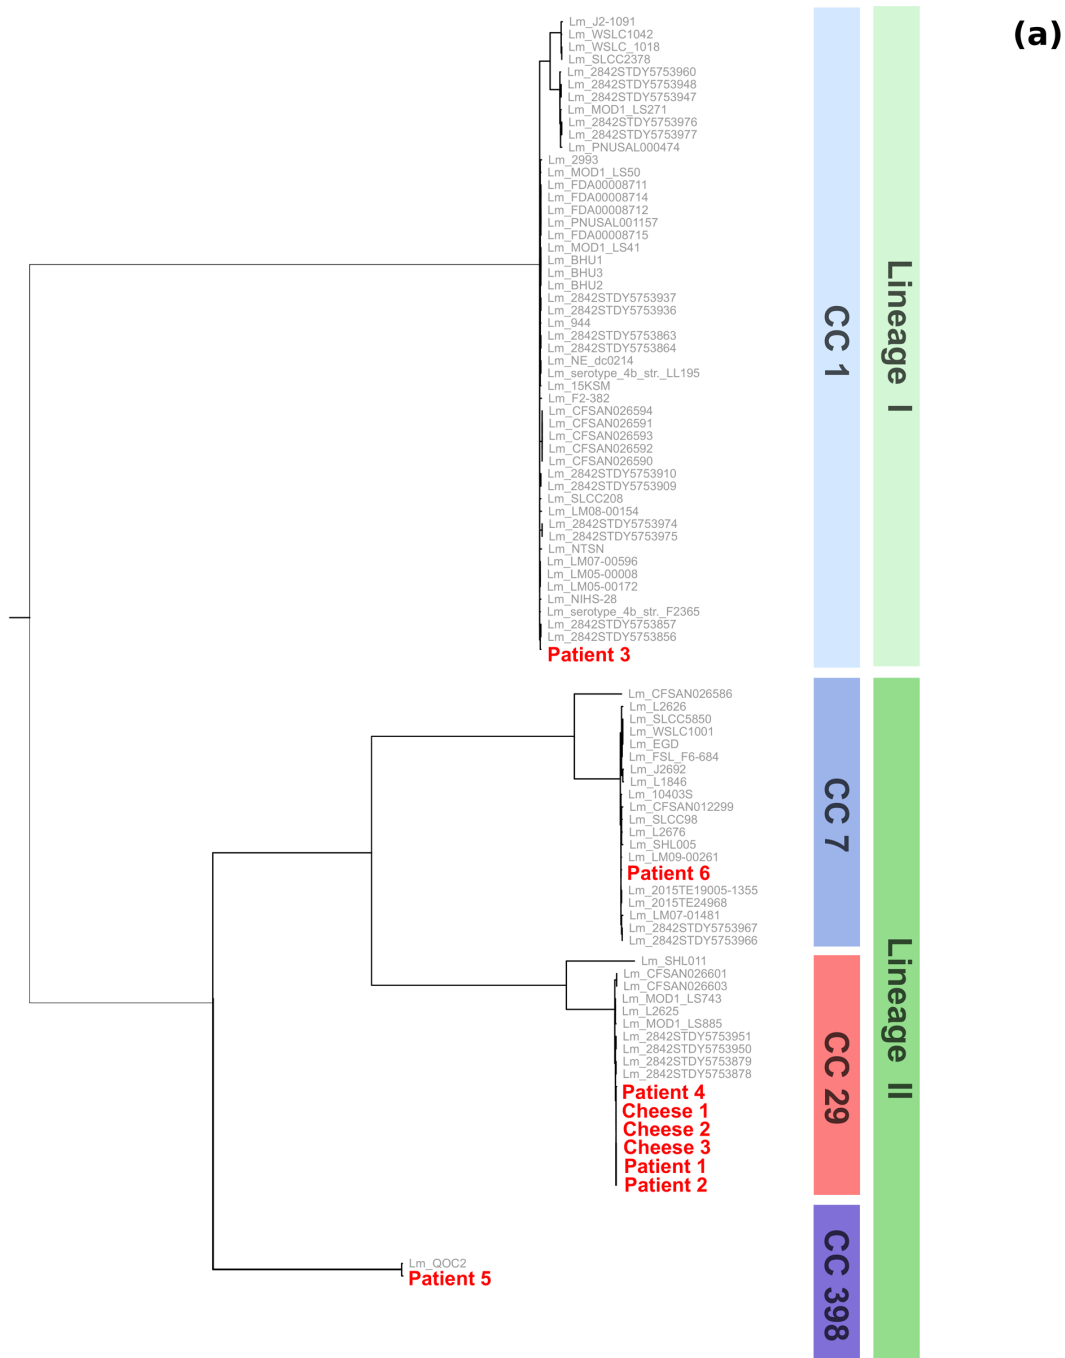 (a)
Lm_J2-1091
Lm_WSLC1042
Lm_WSLC_1018
Lm_SLCC2378
Lm_2842STDY5753960
Lm_2842STDY5753948
Lm_2842STDY5753947
Lm_MOD1_LS271
Lm_2842STDY5753976
Lm_2842STDY5753977
Lm_PNUSAL000474
Lm_2993
Lm_MOD1_LS50
Lm_FDA00008711
Lm_FDA00008714
Lm_FDA00008712
Lm_PNUSAL001157
Lm_FDA00008715
Lm_MOD1_LS41
Lm_BHU1
Lm_BHU3
Lm_BHU2
Lm_2842STDY5753937
Lm_2842STDY5753936
Lm_944
Lm_2842STDY5753863
Lm_2842STDY5753864
Lm_NE_dc0214
Lm_serotype_4b_str._LL195
Lm_15KSM
Lm_F2-382
Lm_CFSAN026594
Lm_CFSAN026591
Lm_CFSAN026593
Lm_CFSAN026592
Lm_CFSAN026590
Lm_2842STDY5753910
Lm_2842STDY5753909
Lm_SLCC208
Lm_LM08-00154
Lm_2842STDY5753974
Lm_2842STDY5753975
Lm_NTSN
Lm_LM07-00596
Lm_LM05-00008
Lm_LM05-00172
Lm_NIHS-28
Lm_serotype_4b_str._F2365
Lm_2842STDY5753857
Lm_2842STDY5753856
Patient 3
CC 1
Lineage I
Lm_CFSAN026586
Lm_L2626
Lm_SLCC5850
Lm_WSLC1001
Lm_EGD
Lm_FSL_F6-684
Lm_J2692
Lm_L1846
Lm_10403S
Lm_CFSAN012299
Lm_SLCC98
Lm_L2676
Lm_SHL005
Lm_LM09-00261
Patient 6
Lm_2015TE19005-1355
Lm_2015TE24968
Lm_LM07-01481
Lm_2842STDY5753967
Lm_2842STDY5753966
CC 7
Lm_SHL011
Lm_CFSAN026601
Lm_CFSAN026603
Lm_MOD1_LS743
Lm_L2625
Lm_MOD1_LS885
Lm_2842STDY5753951
Lm_2842STDY5753950
Lm_2842STDY5753879
Lm_2842STDY5753878
Patient 4
Cheese 1
Cheese 2
Cheese 3
Patient 1
Patient 2
CC 29
Lineage II
Lm_QOC2
Patient 5
CC 398